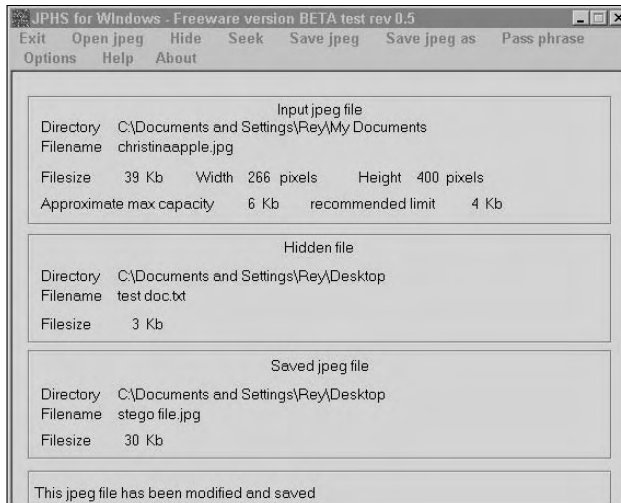 JPHS for WIndows - Freeware version BETA test rev 0.5
Exit Open jpeg Hide Seek Save jpeg Save jpeg as Pass phrase
Options Help About
Input jpeg file
Directory C:\Documents and Settings\Rey\My Documents
Filename christinaapple.jpg
Filesize 39 Kb Width 266 pixels Height 400 pixels
Approximate max capacity 6 Kb recommended limit 4 Kb
Hidden file
Directory C:\Documents and Settings\Rey\Desktop
Filename test doc.txt
Filesize 3 Kb
Saved jpeg file
Directory C:\Documents and Settings\Rey\Desktop
Filename stego file.jpg
Filesize 30 Kb
This jpeg file has been modified and saved